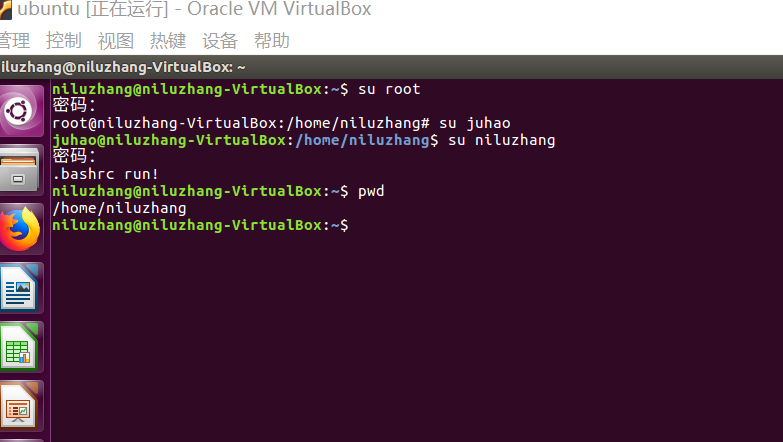 ubuntu [正在运行] - Oracle VM VirtualBox
管理 控制 视图 热键 设备 帮助
iluzhang@niluzhang-VirtualBox: ~
niluzhang@niluzhang-VirtualBox:~$ su root
密码：
root@niluzhang-VirtualBox:/home/niluzhang# su juhao
juhao@niluzhang-VirtualBox:/home/niluzhang$ su niluzhang
密码：
.bashrc run!
niluzhang@niluzhang-VirtualBox:~$ pwd
/home/niluzhang
niluzhang@niluzhang-VirtualBox:~$